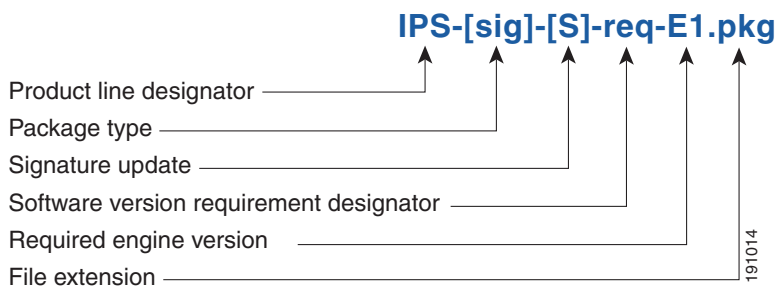 IPS-[sig]-[S]-req-E1.pkg
Product line designator
Package type
Signature update
Software version requirement designator
Required engine version
File extension
191014